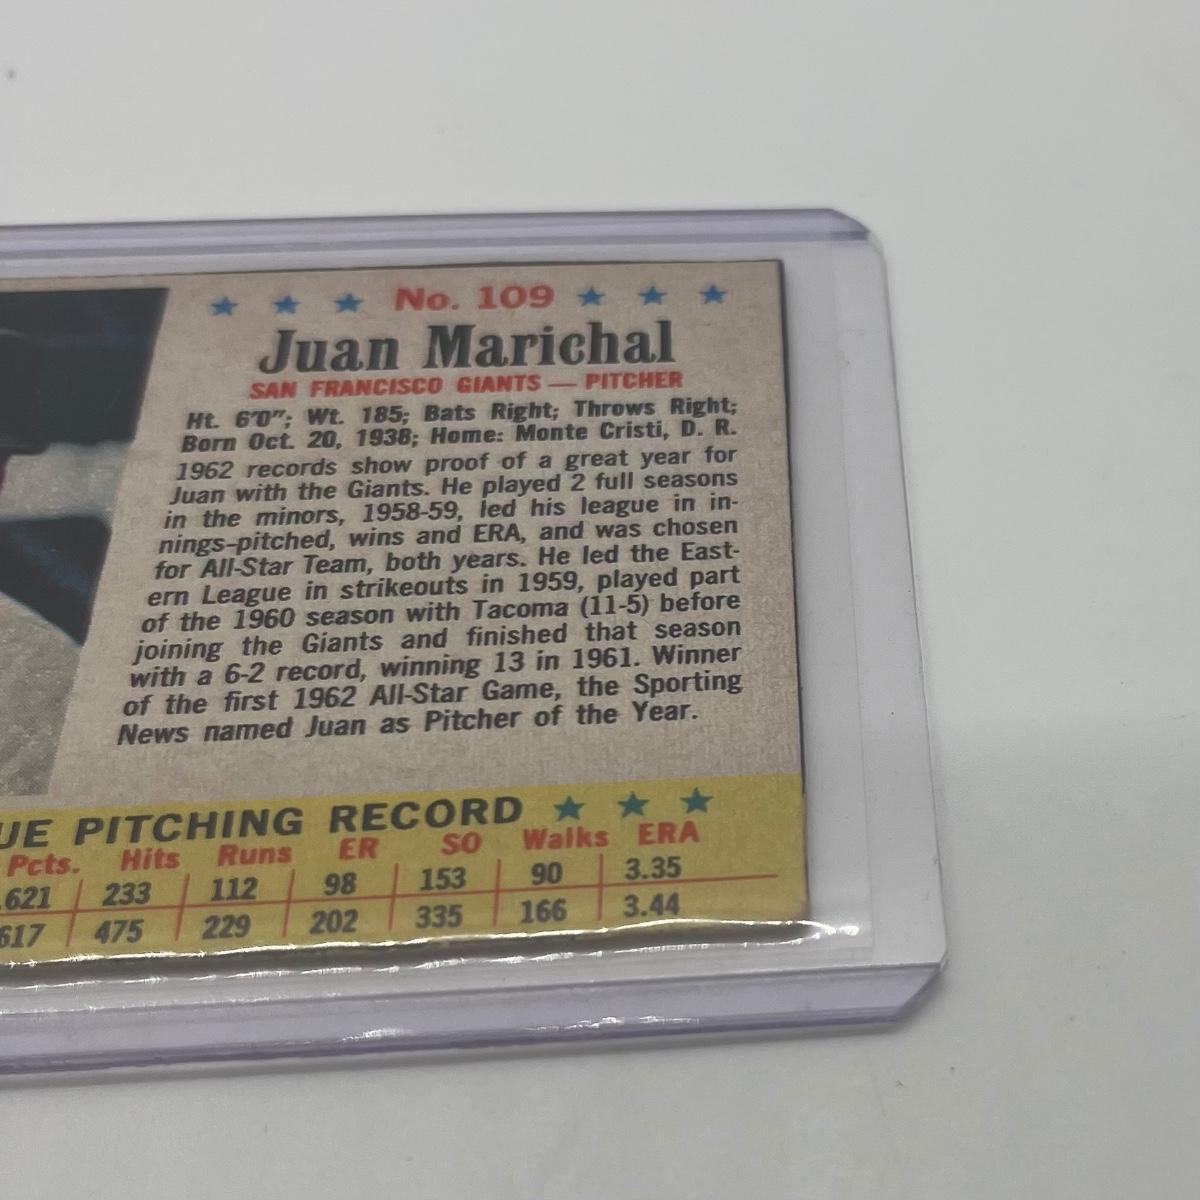 No. 109
Juan Marichal
SAN FRANCISCO GIANTS — PITCHER
Ht. 6'0"; Wt. 185; Bats Right; Throws Right;
Born Oct. 20, 1938; Home: Monte Cristi, D. R.
1962 records show proof of a great year for
Juan with the Giants. He played 2 full seasons
in the minors, 1958-59, led his league in in-
nings-pitched, wins and ERA, and was chosen
for All-Star Team, both years. He led the East-
ern League in strikeouts in 1959, played part
of the 1960 season with Tacoma (11-5) before
joining the Giants and finished that season
with a 6-2 record, winning 13 in 1961. Winner
of the first 1962 All-Star Game, the Sporting
News named Juan as Pitcher of the Year.
UE PITCHING RECORD
Pcts. Hits Runs ER SO Walks ERA
.621 233 112 98 153 90 3.35
617 475 229 202 335 166 3.44